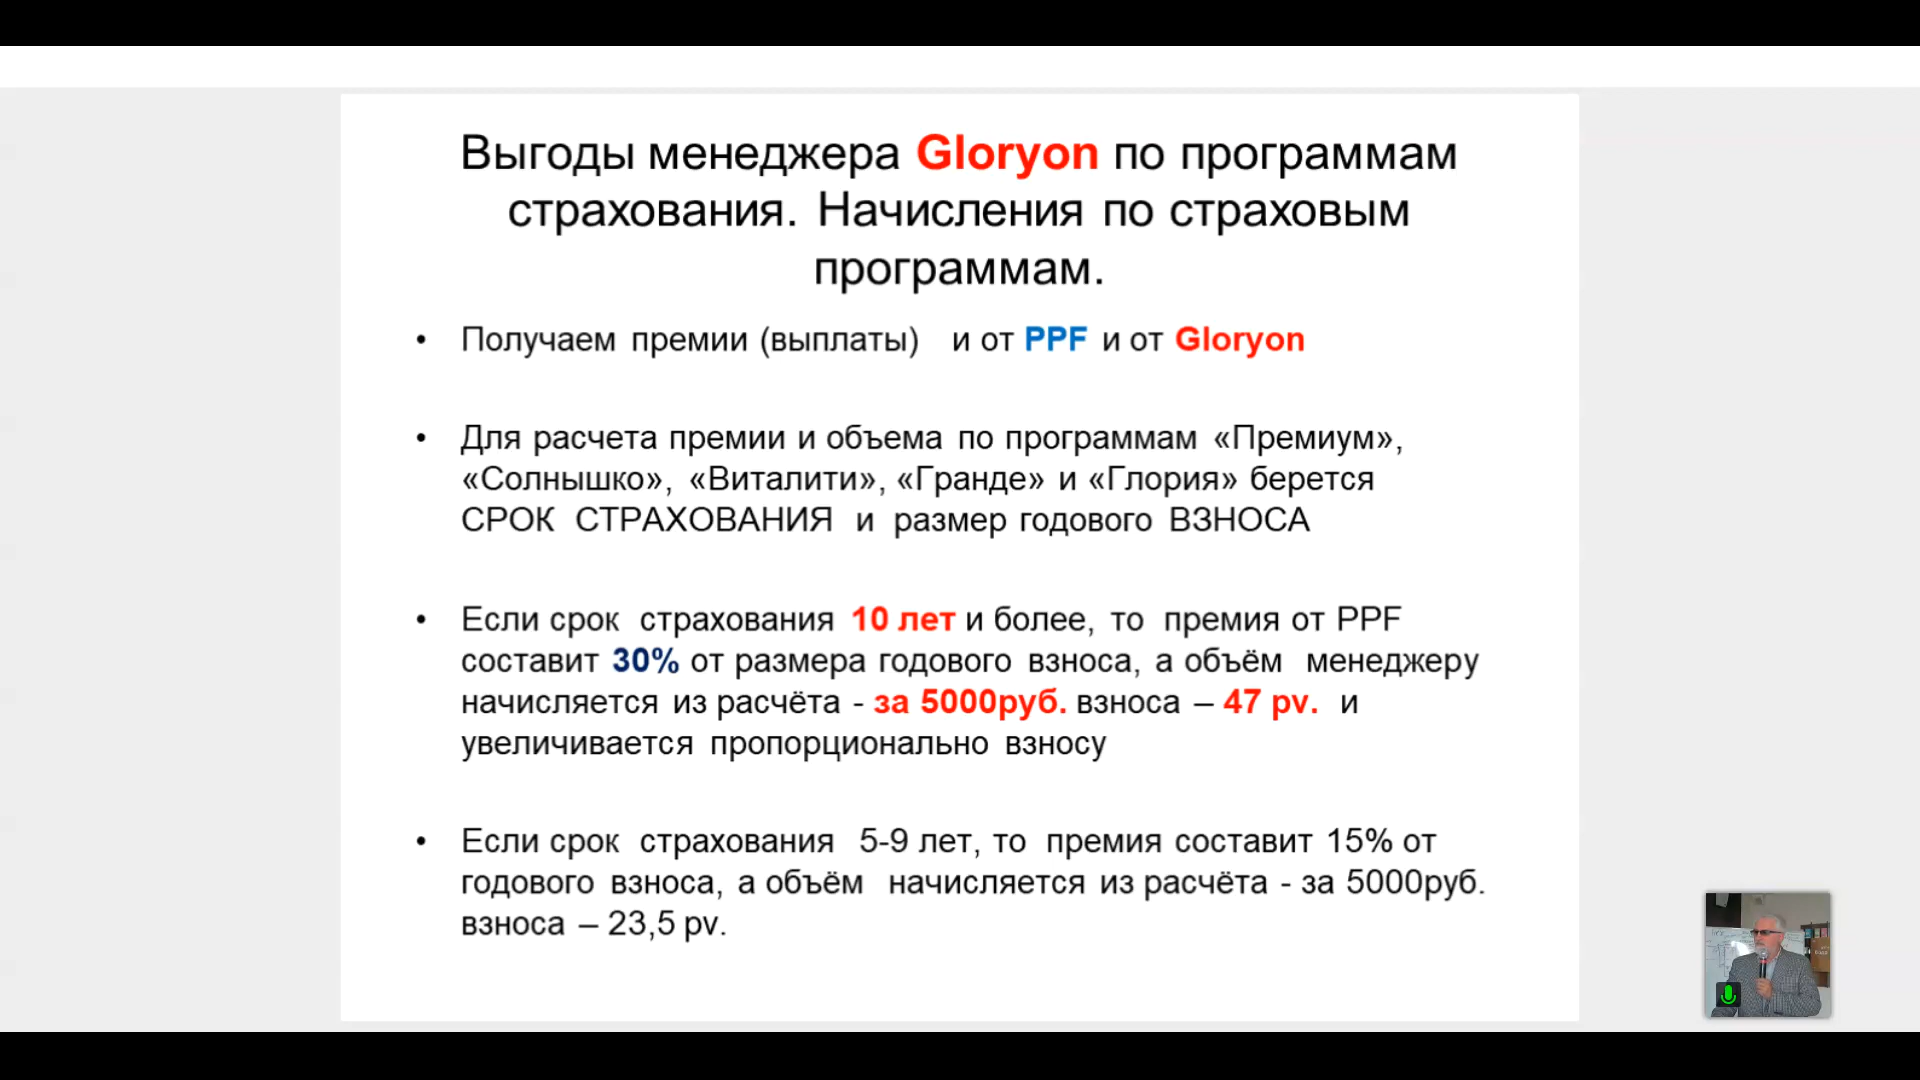 Выгоды менеджера Gloryon по программам
страхования. Начисления по страховым
программам.
• Получаем премии (выплаты) и от PPF и от Gloryon
• Для расчета премии и объема по программам «Премиум»,
«Солнышко», «Виталити», «Гранде» и «Глория» берется
СРОК СТРАХОВАНИЯ и размер годового ВЗНОСА
• Если срок страхования 10 лет и более, то премия от PPF
составит 30% от размера годового взноса, а объём менеджеру
начисляется из расчёта - за 5000руб. взноса – 47 pv. и
увеличивается пропорционально взносу
• Если срок страхования 5-9 лет, то премия составит 15% от
годового взноса, а объём начисляется из расчёта - за 5000руб.
взноса – 23,5 pv.